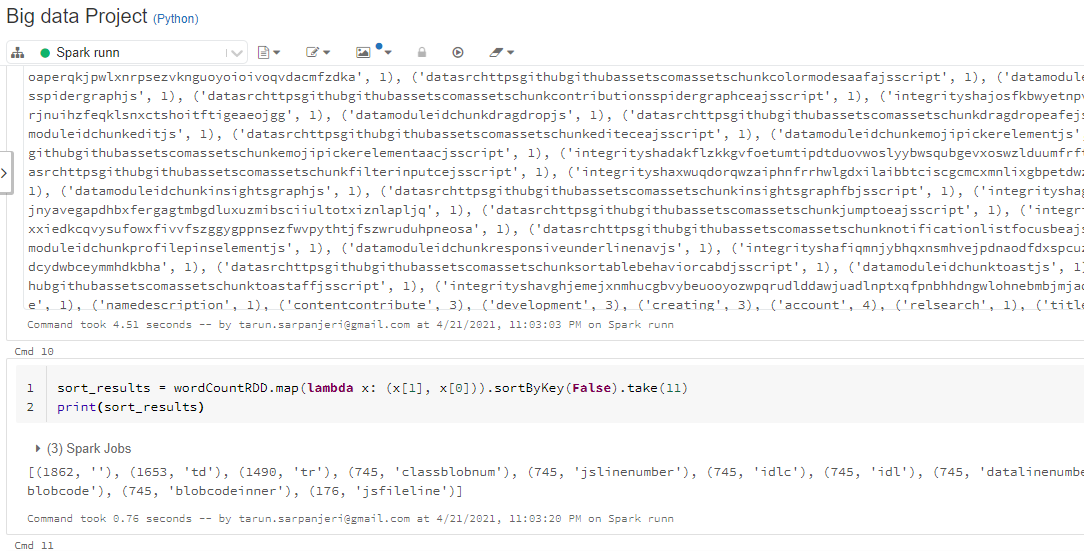 Big data Project (Python)
Spark runn
oaperqkjpwlxnrpsezvknguoyoioivoqvdacmfzdka', 1), ('datasrchttpsgithubgithubassetscomassetschunkcolormodesaafajsscript', 1), ('datamodule
sspidergraphjs', 1), ('datasrchttpsgithubgithubassetscomassetschunkcontributionsspidergraphceajsscript', 1), ('integrityshajosfkbwyetnpv
rjnuihzfeqklsnxctshoitftigeaeojgg', 1), ('datamoduleidchunkdragdropjs', 1), ('datasrchttpsgithubgithubassetscomassetschunkdragdropeafejs
moduleidchunkeditjs', 1), ('datasrchttpsgithubgithubassetscomassetschunkediteceajsscript', 1), ('datamoduleidchunkemojipickerelementjs'
githubgithubassetscomassetschunkemojipickerelementaacjsscript', 1), ('integrityshadakflzkkgvfoetumtipdtduovwoslyybwsqubgevxoswzlduumfrft
asrchttpsgithubgithubassetscomassetschunkfilterinputcejsscript', 1), ('integrityshaxwuqdorqwzaiphnfrrhwlgdxilaibbtciscgcmcxmnlixgbpetdwz
1), ('datamoduleidchunkinsightsgraphjs', 1), ('datasrchttpsgithubgithubassetscomassetschunkinsightsgraphfbjsscript', 1), ('integrityshag
jnyavegapdhbxfergagtmbgdluxuzmibsciiultotxiznlapljq', 1), ('datasrchttpsgithubgithubassetscomassetschunkjumptoeajsscript', 1), ('integr
xxiedkcqvysufowxfivvfszggygppnsezfwvpythtjfszwruduhpneosa', 1), ('datasrchttpsgithubgithubassetscomassetschunknotificationlistfocusbeajs
moduleidchunkprofilepinselementjs', 1), ('datamoduleidchunkresponsiveunderlinenavjs', 1), ('integrityshafiqmnjybhqxnsmhvejpdnaodfdxspcuz
dcydwbceymmhdkbha', 1), ('datasrchttpsgithubgithubassetscomassetschunksortablebehaviorcabdjsscript', 1), ('datamoduleidchunktoastjs', 1)
hubgithubassetscomassetschunktoastaffjsscript', 1), ('integrityshavghjemejxnmhucgbvybeuooyozwpqrudlddawjuadlnptxqfpnbhhdngwlohnebmbjmjad
e', 1), ('namedescription', 1), ('contentcontribute', 3), ('development', 3), ('creating', 3), ('account', 4), ('relsearch', 1), ('title
Command took 4.51 seconds -- by tarun.sarpanjeri@gmail.com at 4/21/2021, 11:03:03 PM on Spark runn
Cmd 10
1 sort_results = wordCountRDD.map(lambda x: (x[1], x[0])).sortByKey(False).take(11)
2 print(sort_results)
(3) Spark Jobs
[(1862, ''), (1653, 'td'), (1490, 'tr'), (745, 'classblobnum'), (745, 'jslinenumber'), (745, 'idlc'), (745, 'idl'), (745, 'datalinenumbe
blobcode'), (745, 'blobcodeinner'), (176, 'jsfileline')]
Command took 0.76 seconds -- by tarun.sarpanjeri@gmail.com at 4/21/2021, 11:03:20 PM on Spark runn
Cmd 11